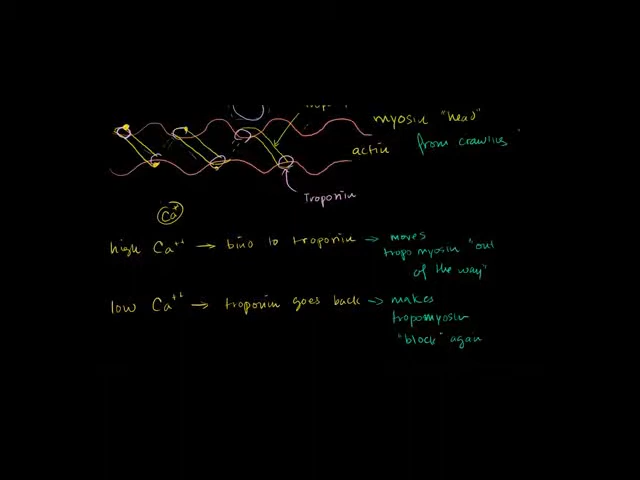 myosin "head"
actin from crawling
Troponin
Ca+
high Ca++ → bind to troponin → moves
tropomyosin "out
of the way"
low Ca++ → troponin goes back → makes
tropomyosin
"block" again